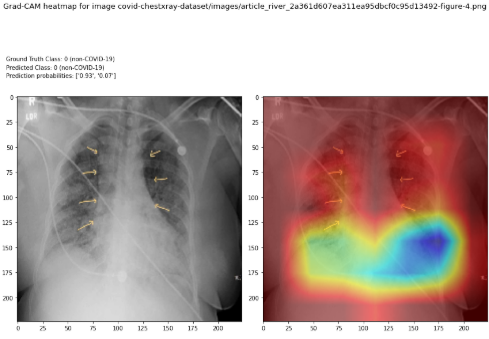 Grad-CAM heatmap for image covid-chestxray-dataset/images/article_river_2a361d607ea311ea95dbcf0c95d13492-figure-4.png
Ground Truth Class: 0 (non-COVID-19)
Predicted Class: 0 (non-COVID-19)
Prediction probabilities: ['0.93', '0.07']
0 0
25 25
50 50
75 75
100 100
125 125
150 150
175 175
200 200
0 25 50 75 100 125 150 175 200 0 25 50 75 100 125 150 175 200